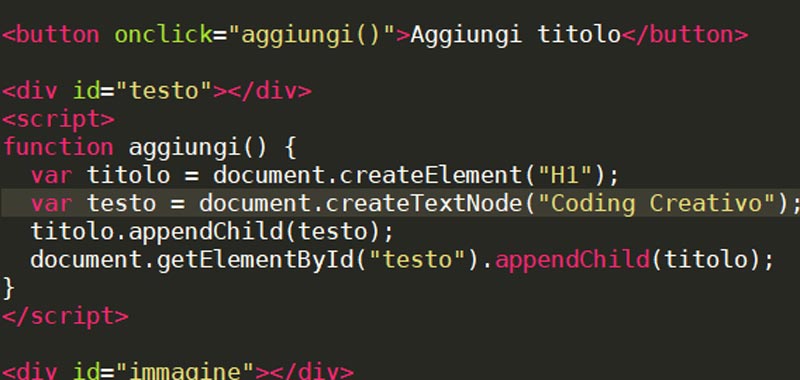 <button onclick="aggiungi()">Aggiungi titolo</button>
<div id="testo"></div>
<script>
function aggiungi() {
var titolo = document.createElement("H1");
var testo = document.createTextNode("Coding Creativo");
titolo.appendChild(testo);
document.getElementById("testo").appendChild(titolo);
}
</script>
<div id="immagine"></div>